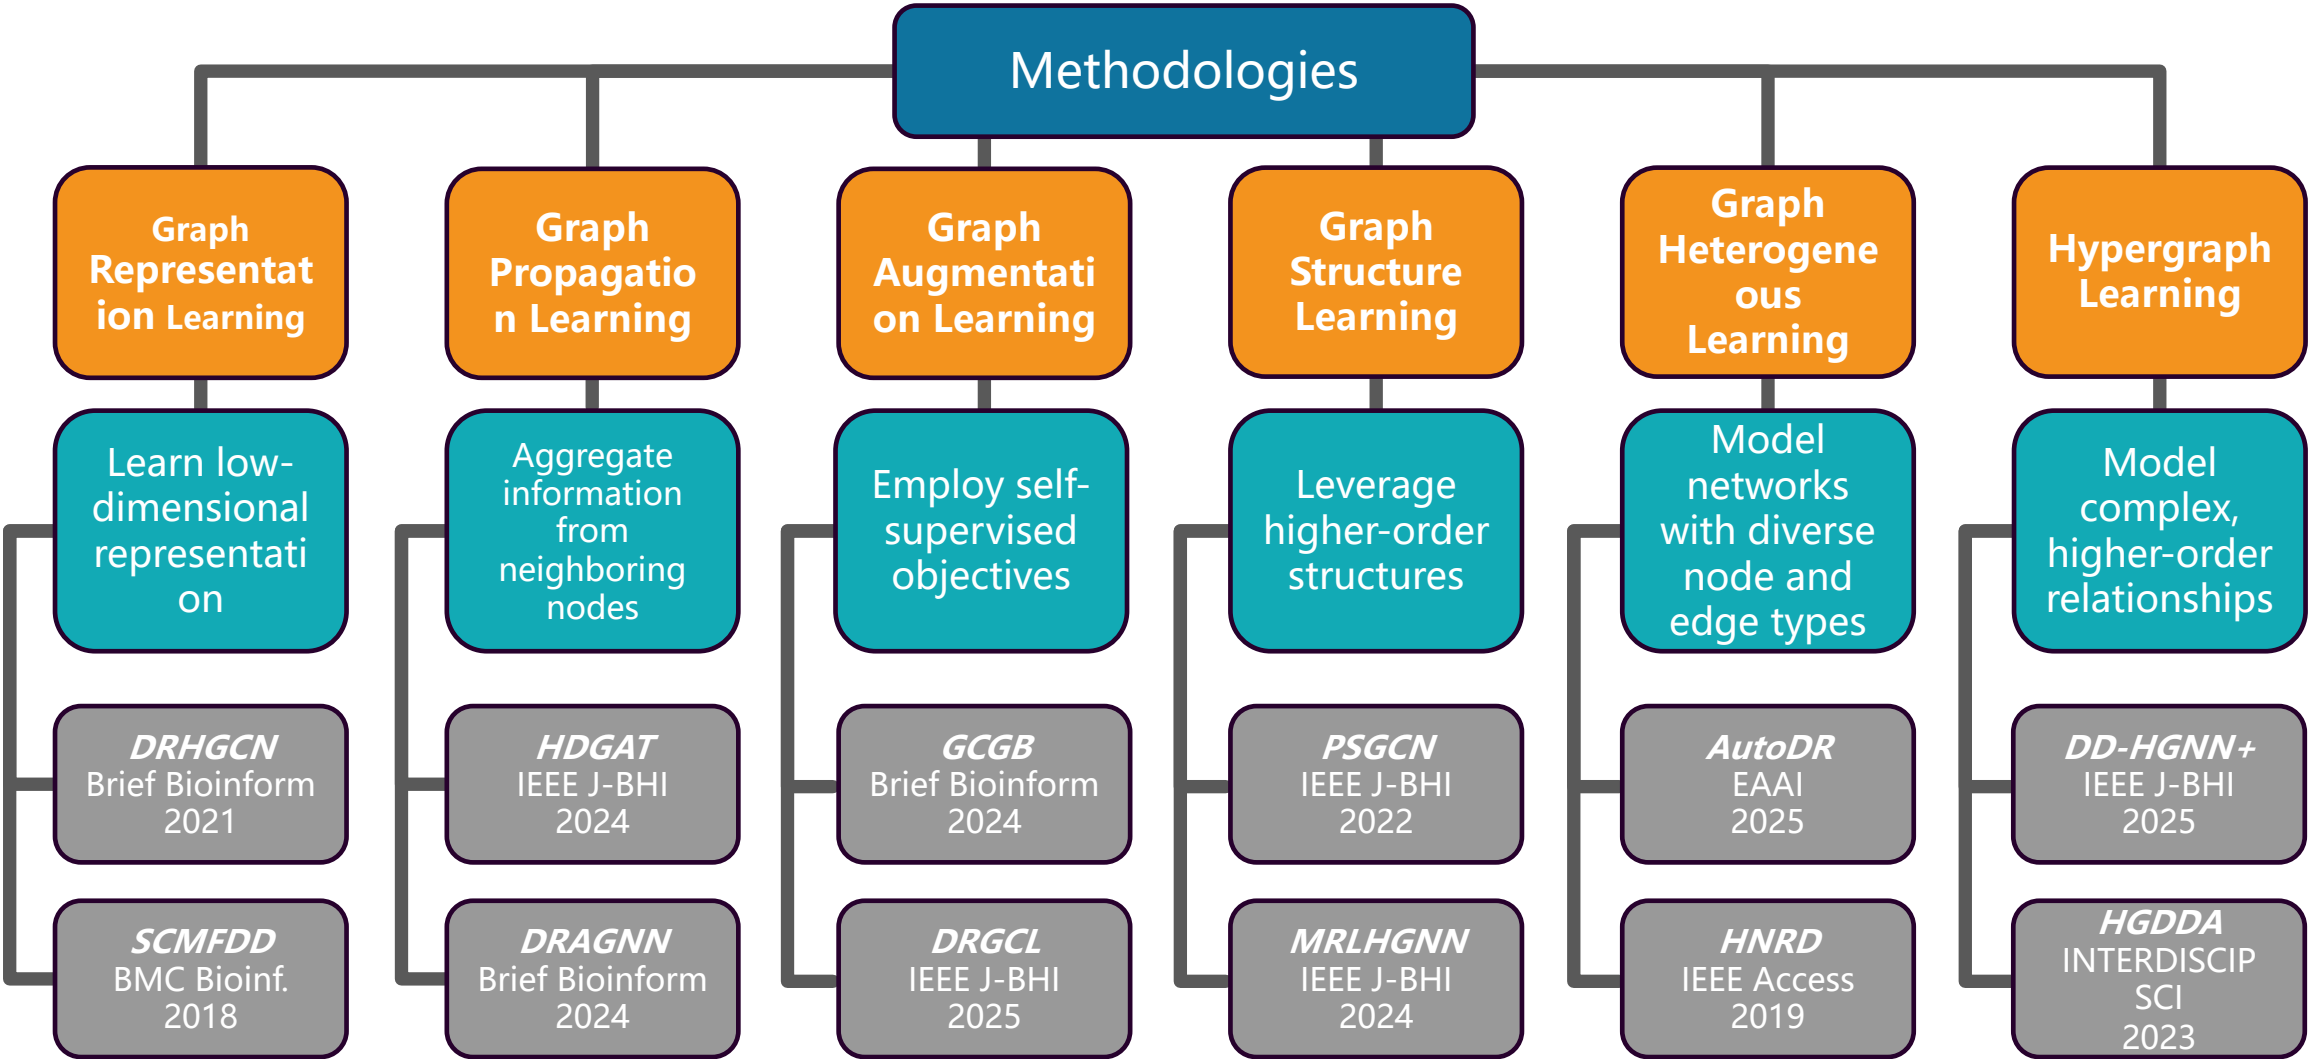 Methodologies
Graph
Representat
ion Learning
Graph
Propagatio
n Learning
Graph
Augmentati
on Learning
Graph
Structure
Learning
Graph
Heterogene
ous
Learning
Hypergraph
Learning
Learn low-
dimensional
representati
on
Aggregate
information
from
neighboring
nodes
Employ self-
supervised
objectives
Leverage
higher-order
structures
Model
networks
with diverse
node and
edge types
Model
complex,
higher-order
relationships
DRHGCN
Brief Bioinform
2021
HDGAT
IEEE J-BHI
2024
GCGB
Brief Bioinform
2024
PSGCN
IEEE J-BHI
2022
AutoDR
EAAI
2025
DD-HGNN+
IEEE J-BHI
2025
SCMFDD
BMC Bioinf.
2018
DRAGNN
Brief Bioinform
2024
DRGCL
IEEE J-BHI
2025
MRLHGNN
IEEE J-BHI
2024
HNRD
IEEE Access
2019
HGDDA
INTERDISCIP
SCI
2023